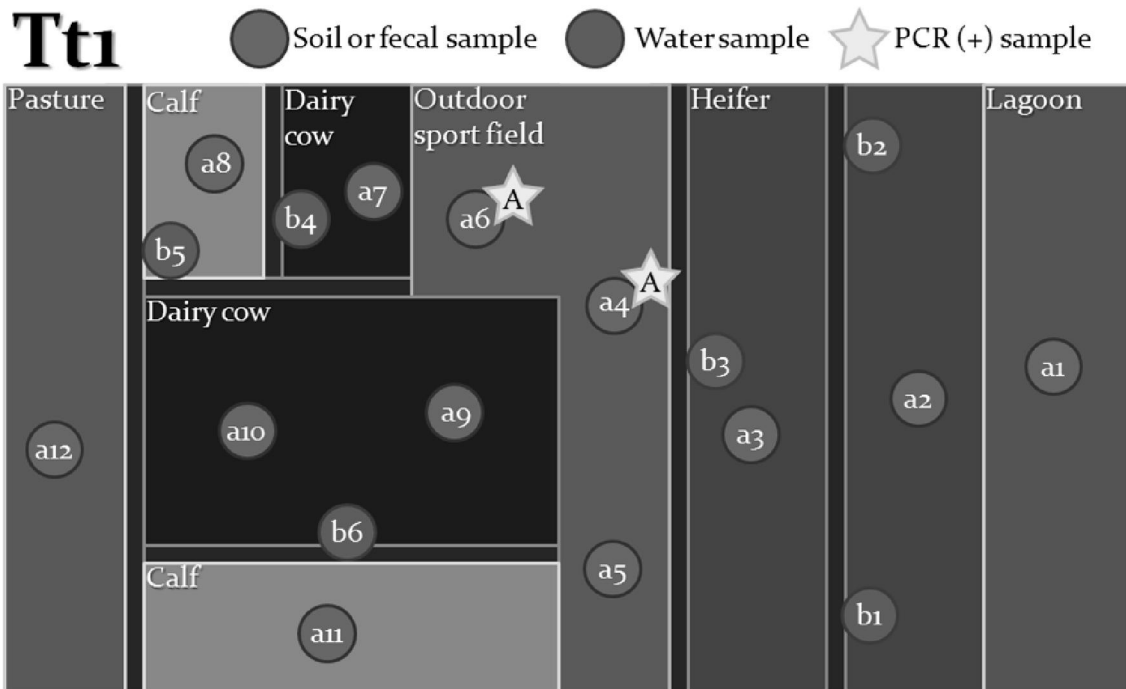 Tt1
Soil or fecal sample
Water sample
PCR (+) sample
Pasture
Calf
Dairy
cow
Outdoor
sport field
Heifer
Lagoon
b2
a8
a7
b4
a6
A
b5
A
a4
Dairy cow
b3
a1
a2
a9
a10
a3
a12
b6
a5
Calf
b1
a11